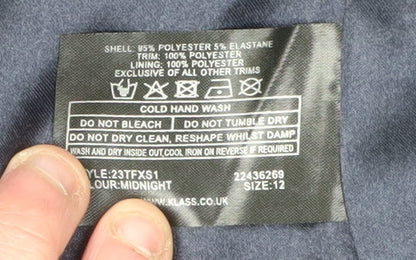 SHELL: 95% POLYESTER 5% ELASTANE
TRIM: 100% POLYESTER
LINING: 100% POLYESTER
EXCLUSIVE OF ALL OTHER TRIMS
COLD HAND WASH
DO NOT BLEACH DO NOT TUMBLE DRY
DO NOT DRY CLEAN, RESHAPE WHILST DAMP
WASH AND DRY INSIDE OUT,COOL IRON ON REVERSE IF REQUIRED
YLE:23TFXS1 22436269
LOUR:MIDNIGHT SIZE:12
WWW.KLASS.CO.UK